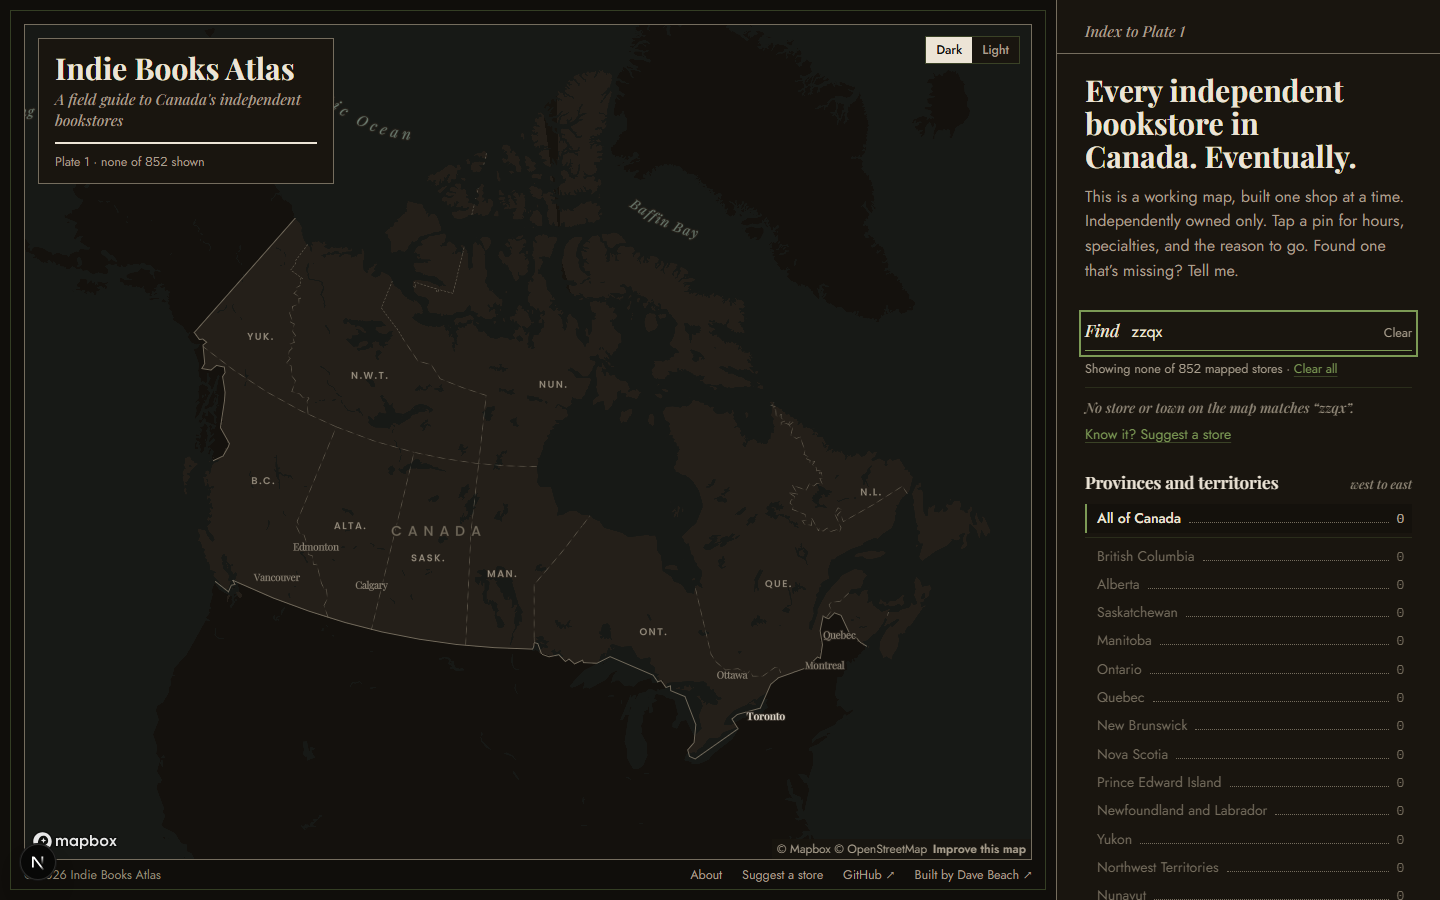 Indie Books Atlas
A field guide to Canada's independent
bookstores
Plate 1 · none of 852 shown
Dark Light
ic Ocean
Baffin Bay
YUK.
N.W.T.
NUN.
B.C.
ALTA.
CANADA
Edmonton
SASK.
MAN.
Vancouver
Calgary
N.L.
QUE.
ONT.
Quebec
Montreal
Ottawa
Toronto
mapbox
© Mapbox © OpenStreetMap Improve this map
N
26 Indie Books Atlas
About Suggest a store GitHub ↗ Built by Dave Beach ↗
Index to Plate 1
Every independent
bookstore in
Canada. Eventually.
This is a working map, built one shop at a time.
Independently owned only. Tap a pin for hours,
specialties, and the reason to go. Found one
that's missing? Tell me.
Find zzqx Clear
Showing none of 852 mapped stores · Clear all
No store or town on the map matches “zzqx”.
Know it? Suggest a store
Provinces and territories west to east
All of Canada 0
British Columbia 0
Alberta 0
Saskatchewan 0
Manitoba 0
Ontario 0
Quebec 0
New Brunswick 0
Nova Scotia 0
Prince Edward Island 0
Newfoundland and Labrador 0
Yukon 0
Northwest Territories 0
Nunavut 0